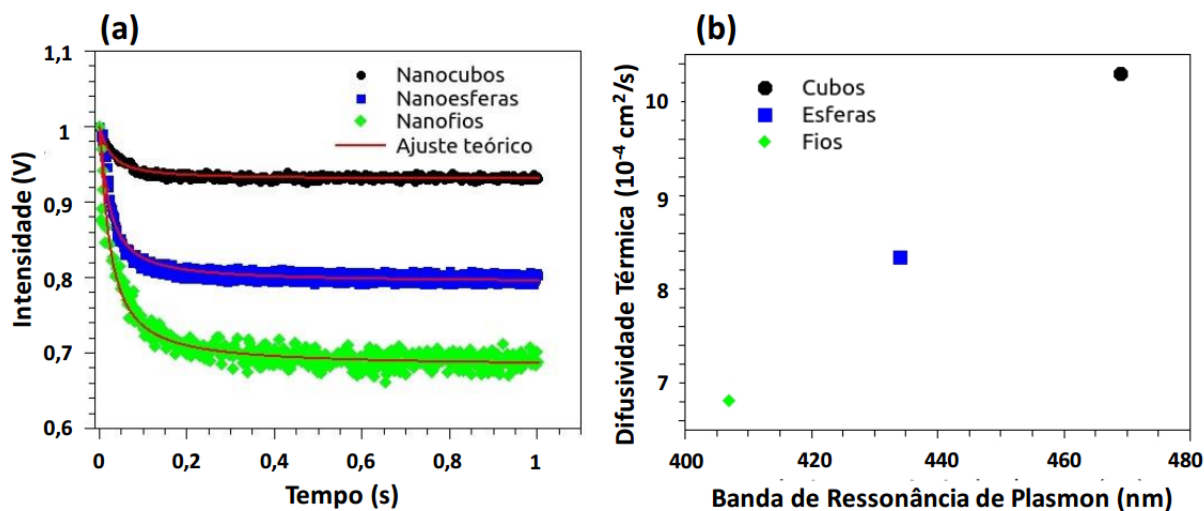 (a)
1,1
1
0,9
0,8
0,7
0,6
Intensidade (V)
Nanocubos
Nanoesferas
Nanofios
Ajuste teórico
0
0,2
0,4
0,6
0,8
1
Tempo (s)
(b)
Difusividade Térmica (10⁻⁴ cm²/s)
10
9
8
7
Cubos
Esferas
Fios
400
420
440
460
480
Banda de Ressonância de Plasmon (nm)